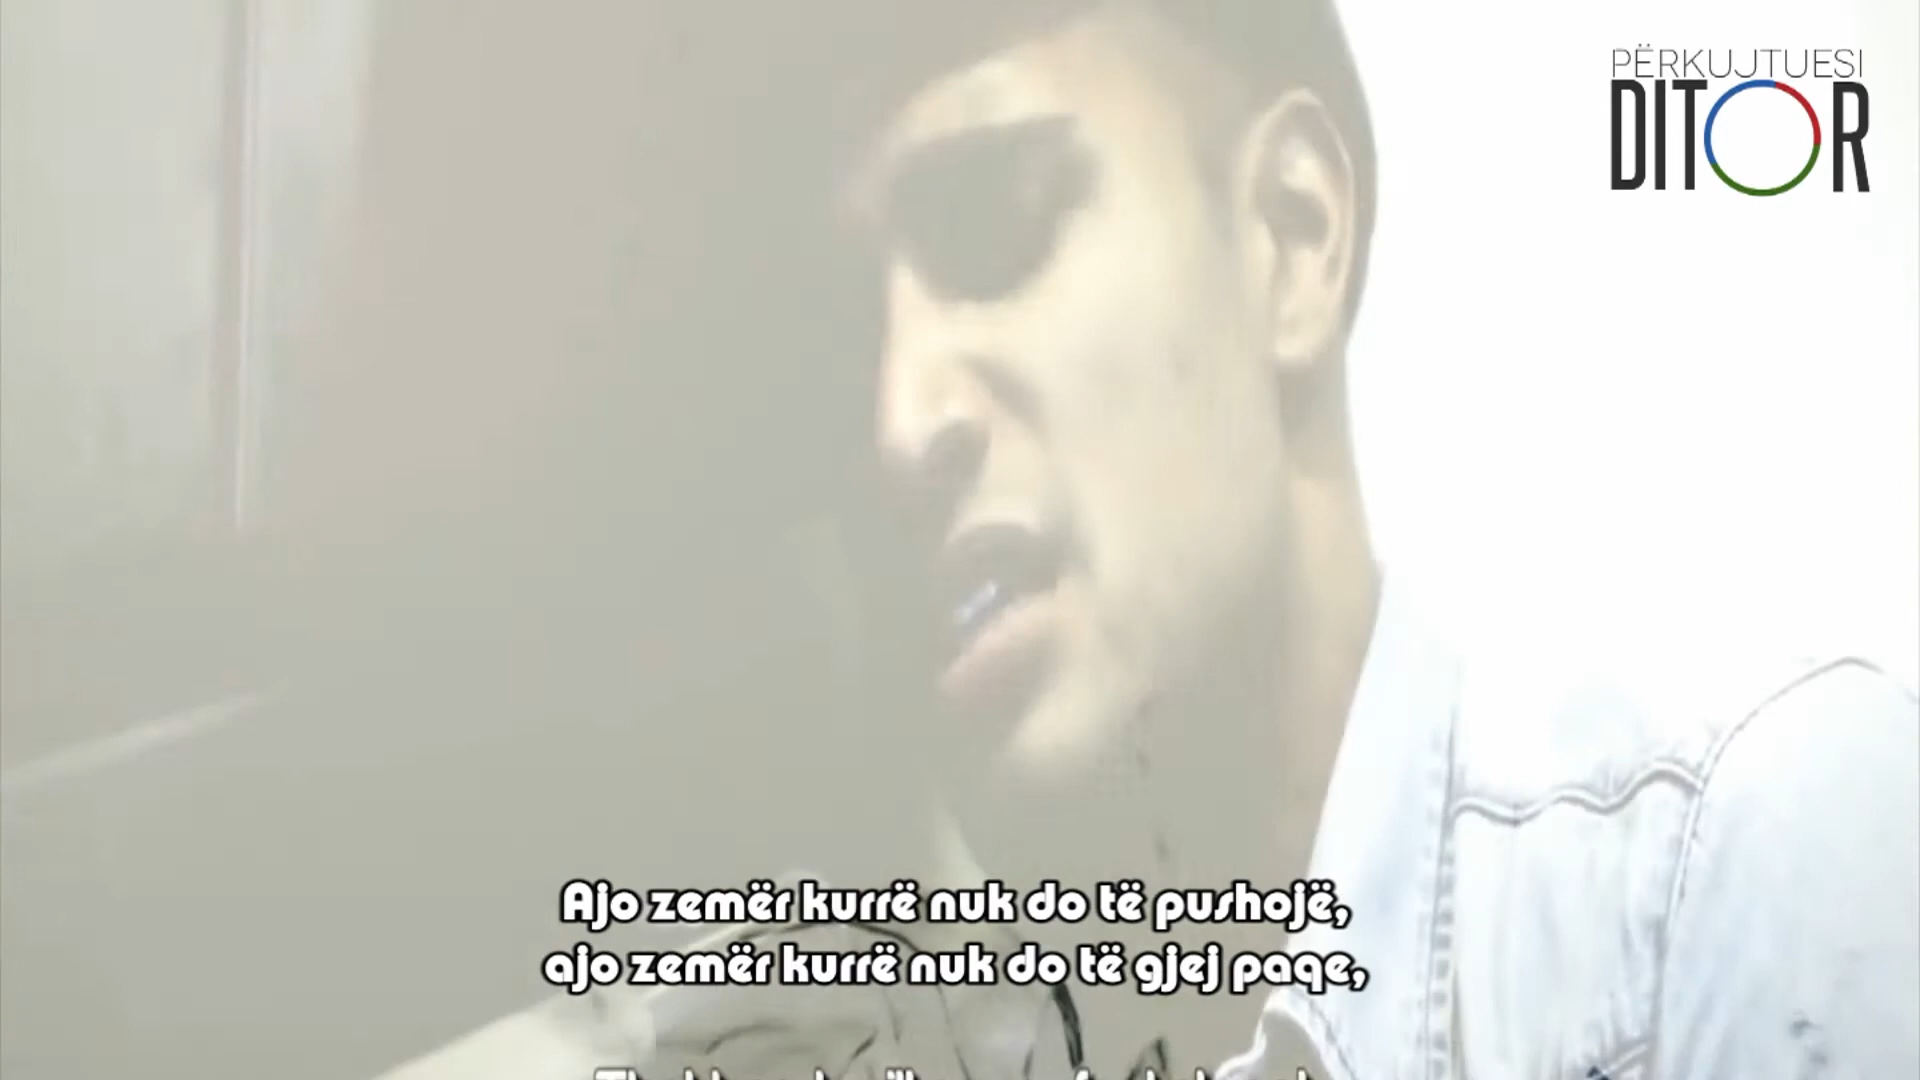 PËRKUJTUESI
DITOR
Ajo zemër kurrë nuk do të pushojë,
ajo zemër kurrë nuk do të gjej paqe,